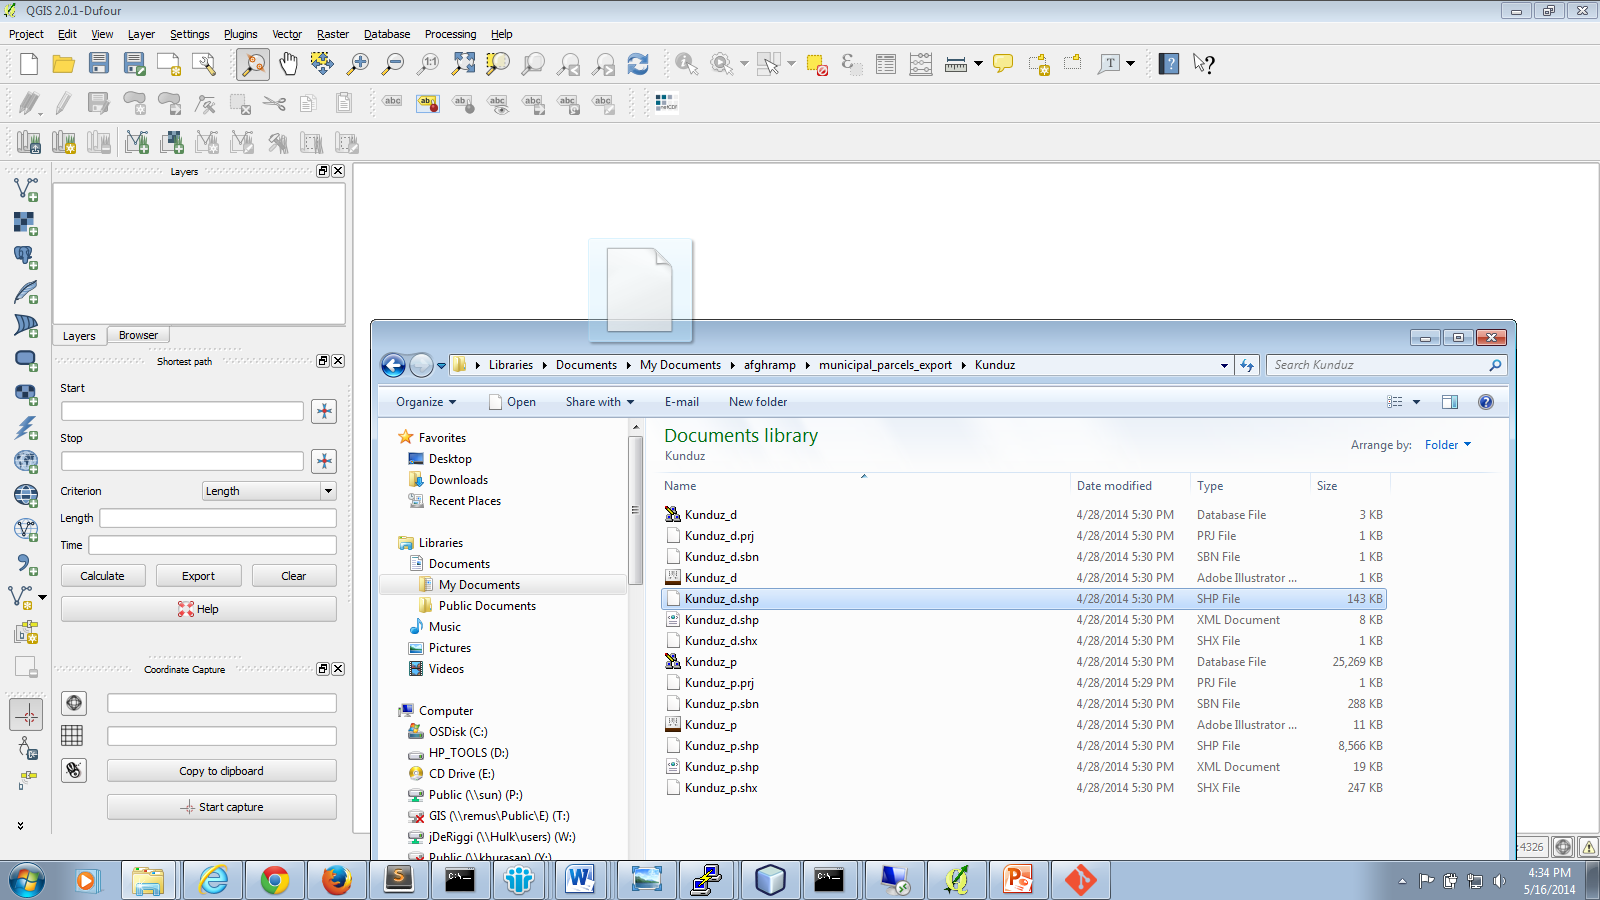 QGIS 2.0.1-Dufour
Project Edit View Layer Settings Plugins Vector Raster Database Processing Help
1:1
T
?
?
abc ab abc abc abc abc abc
Layers
Layers Browser
Shortest path
Start
Stop
Criterion Length
Length
Time
Calculate Export Clear
Help
Coordinate Capture
Copy to clipboard
Start capture
Libraries Documents My Documents afghramp municipal_parcels_export Kunduz
Search Kunduz
Organize Open Share with E-mail New folder
Favorites
Desktop
Downloads
Recent Places
Libraries
Documents
My Documents
Public Documents
Music
Pictures
Videos
Computer
OSDisk (C:)
HP_TOOLS (D:)
CD Drive (E:)
Public (\\sun) (P:)
GIS (\\remus\Public\E) (T:)
jDeRiggi (\\Hulk\users) (W:)
Public (\\khurasan) (Y:)
Documents library
Kunduz
Arrange by: Folder
Name Date modified Type Size
Kunduz_d 4/28/2014 5:30 PM Database File 3 KB
Kunduz_d.prj 4/28/2014 5:30 PM PRJ File 1 KB
Kunduz_d.sbn 4/28/2014 5:30 PM SBN File 1 KB
Kunduz_d 4/28/2014 5:30 PM Adobe Illustrator ... 1 KB
Kunduz_d.shp 4/28/2014 5:30 PM SHP File 143 KB
Kunduz_d.shp 4/28/2014 5:30 PM XML Document 8 KB
Kunduz_d.shx 4/28/2014 5:30 PM SHX File 1 KB
Kunduz_p 4/28/2014 5:30 PM Database File 25,269 KB
Kunduz_p.prj 4/28/2014 5:29 PM PRJ File 1 KB
Kunduz_p.sbn 4/28/2014 5:30 PM SBN File 288 KB
Kunduz_p 4/28/2014 5:30 PM Adobe Illustrator ... 11 KB
Kunduz_p.shp 4/28/2014 5:30 PM SHP File 8,566 KB
Kunduz_p.shp 4/28/2014 5:30 PM XML Document 19 KB
Kunduz_p.shx 4/28/2014 5:30 PM SHX File 247 KB
:4326
4:34 PM
5/16/2014